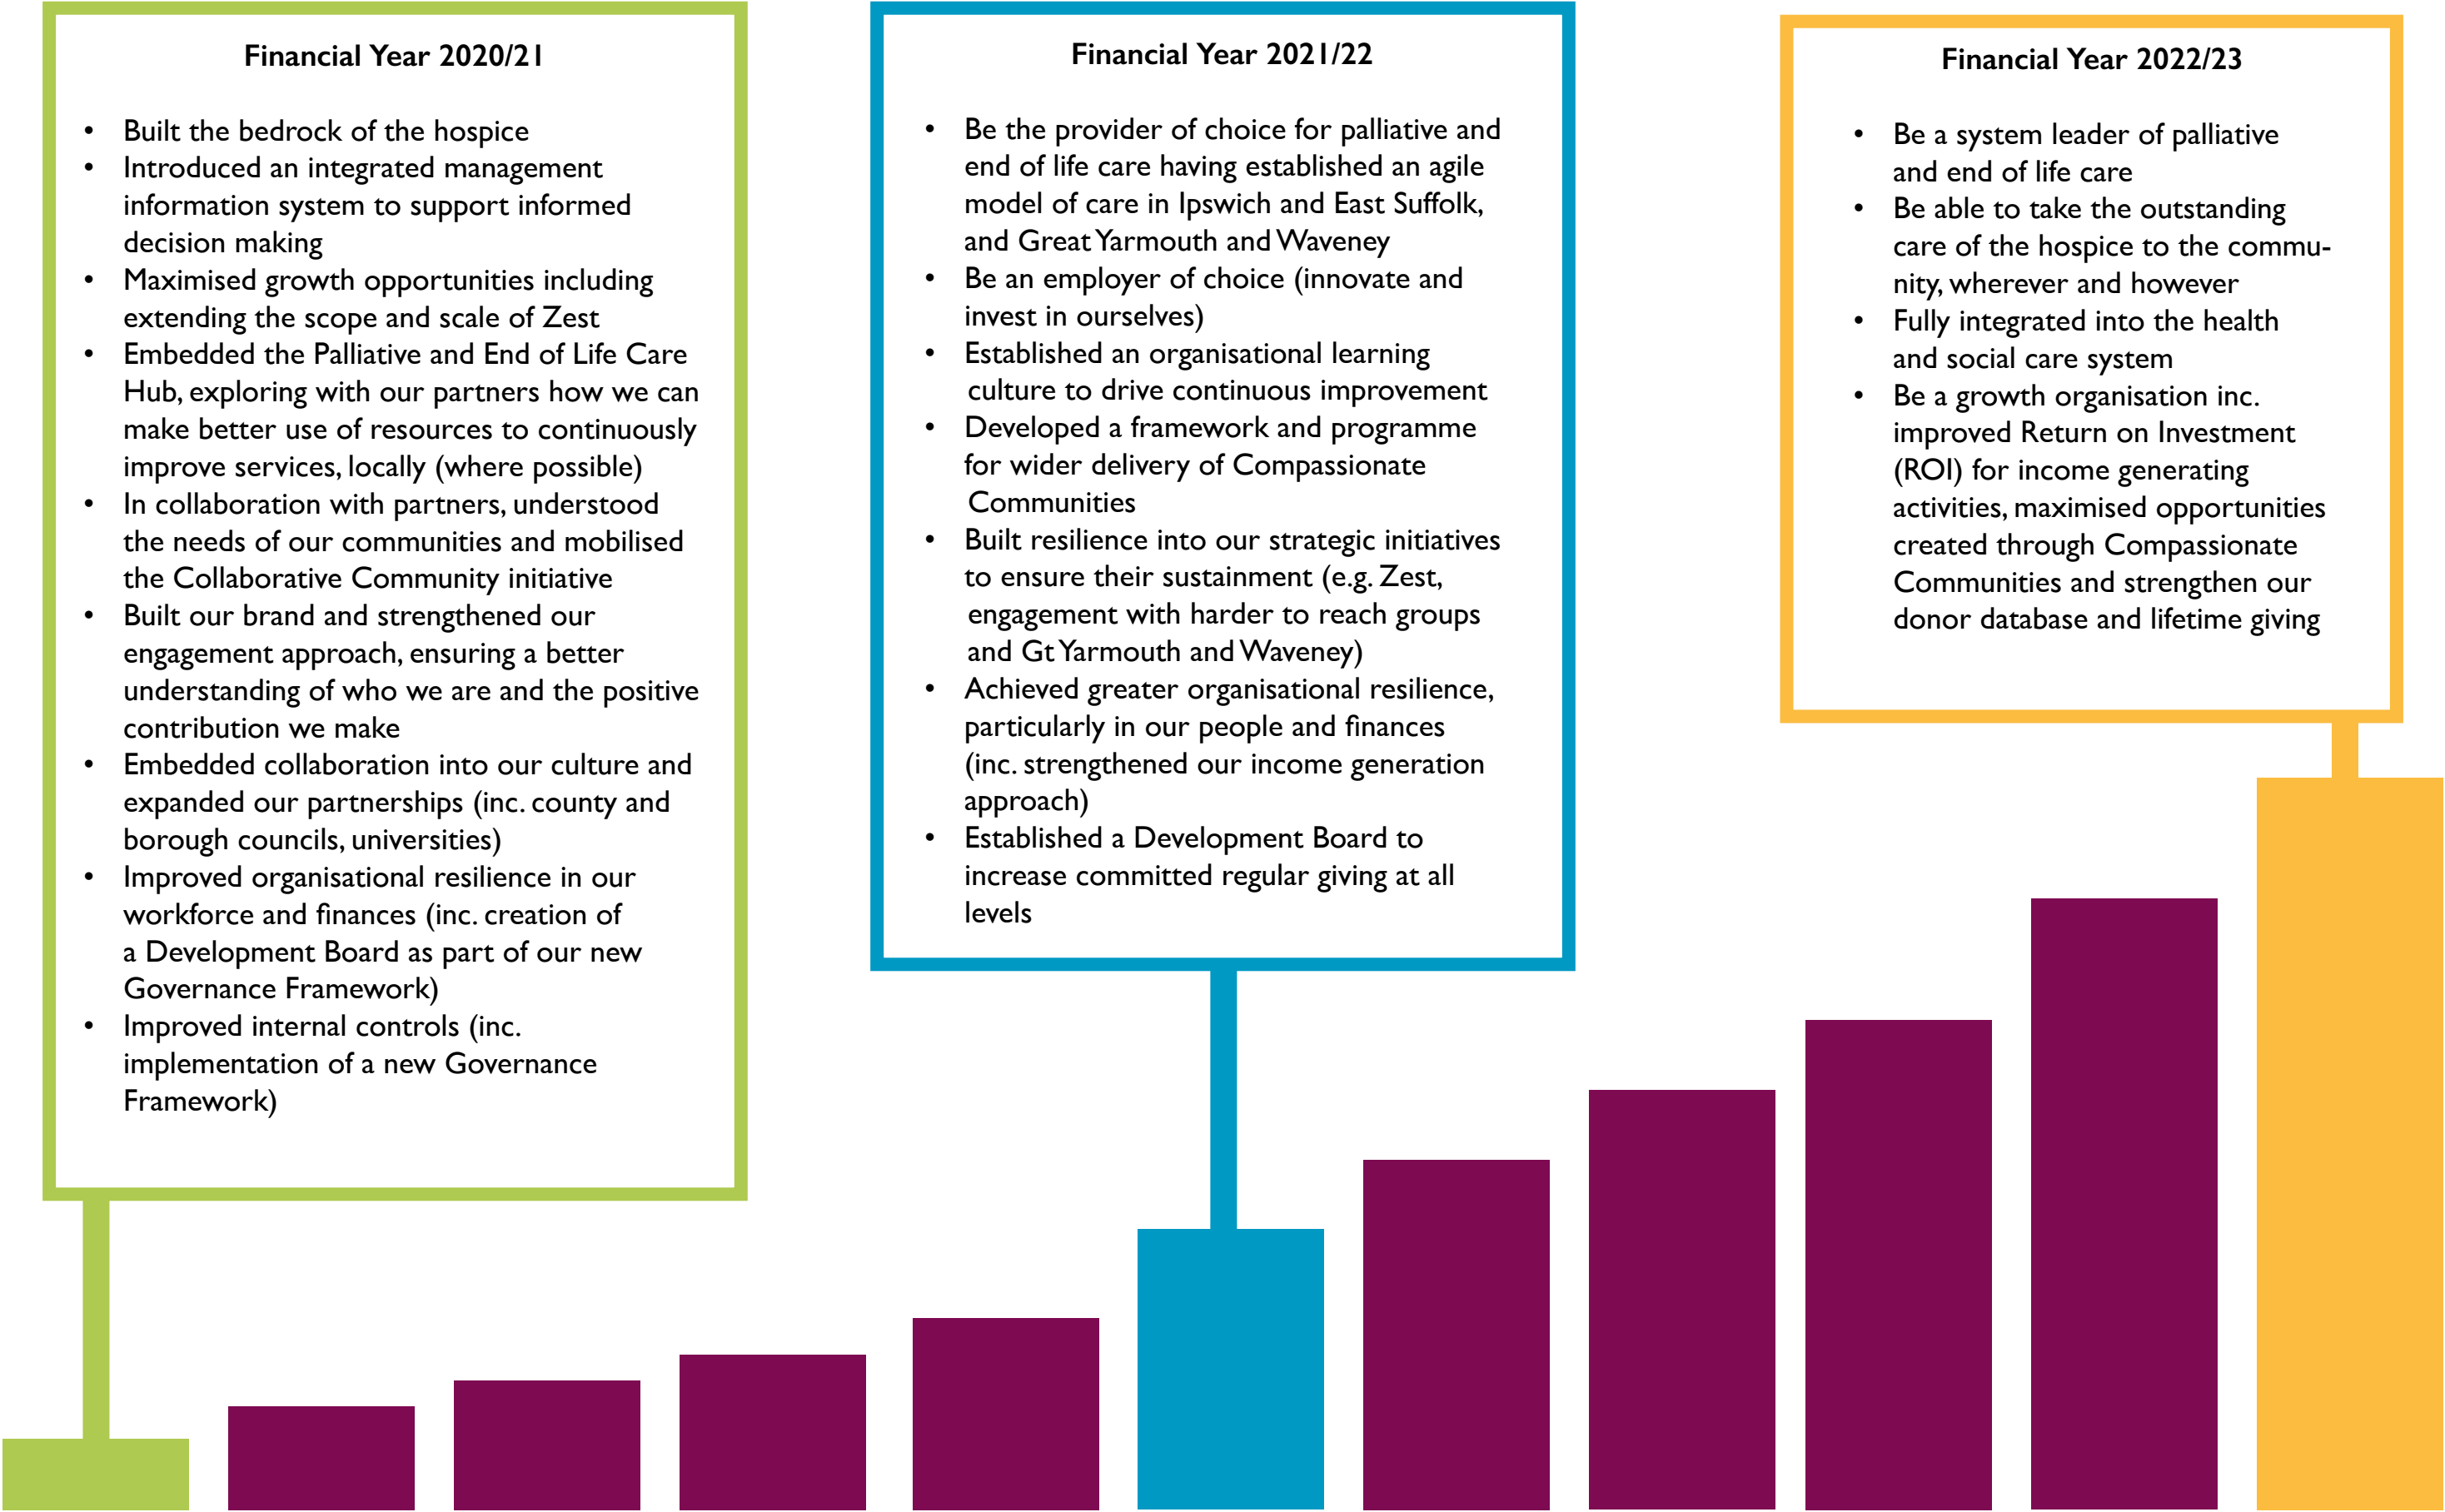 Financial Year 2020/21
• Built the bedrock of the hospice
• Introduced an integrated management
information system to support informed
decision making
• Maximised growth opportunities including
extending the scope and scale of Zest
• Embedded the Palliative and End of Life Care
Hub, exploring with our partners how we can
make better use of resources to continuously
improve services, locally (where possible)
• In collaboration with partners, understood
the needs of our communities and mobilised
the Collaborative Community initiative
• Built our brand and strengthened our
engagement approach, ensuring a better
understanding of who we are and the positive
contribution we make
• Embedded collaboration into our culture and
expanded our partnerships (inc. county and
borough councils, universities)
• Improved organisational resilience in our
workforce and finances (inc. creation of
a Development Board as part of our new
Governance Framework)
• Improved internal controls (inc.
implementation of a new Governance
Framework)
Financial Year 2021/22
• Be the provider of choice for palliative and
end of life care having established an agile
model of care in Ipswich and East Suffolk,
and Great Yarmouth and Waveney
• Be an employer of choice (innovate and
invest in ourselves)
• Established an organisational learning
culture to drive continuous improvement
• Developed a framework and programme
for wider delivery of Compassionate
Communities
• Built resilience into our strategic initiatives
to ensure their sustainment (e.g. Zest,
engagement with harder to reach groups
and Gt Yarmouth and Waveney)
• Achieved greater organisational resilience,
particularly in our people and finances
(inc. strengthened our income generation
approach)
• Established a Development Board to
increase committed regular giving at all
levels
Financial Year 2022/23
• Be a system leader of palliative
and end of life care
• Be able to take the outstanding
care of the hospice to the commu-
nity, wherever and however
• Fully integrated into the health
and social care system
• Be a growth organisation inc.
improved Return on Investment
(ROI) for income generating
activities, maximised opportunities
created through Compassionate
Communities and strengthen our
donor database and lifetime giving